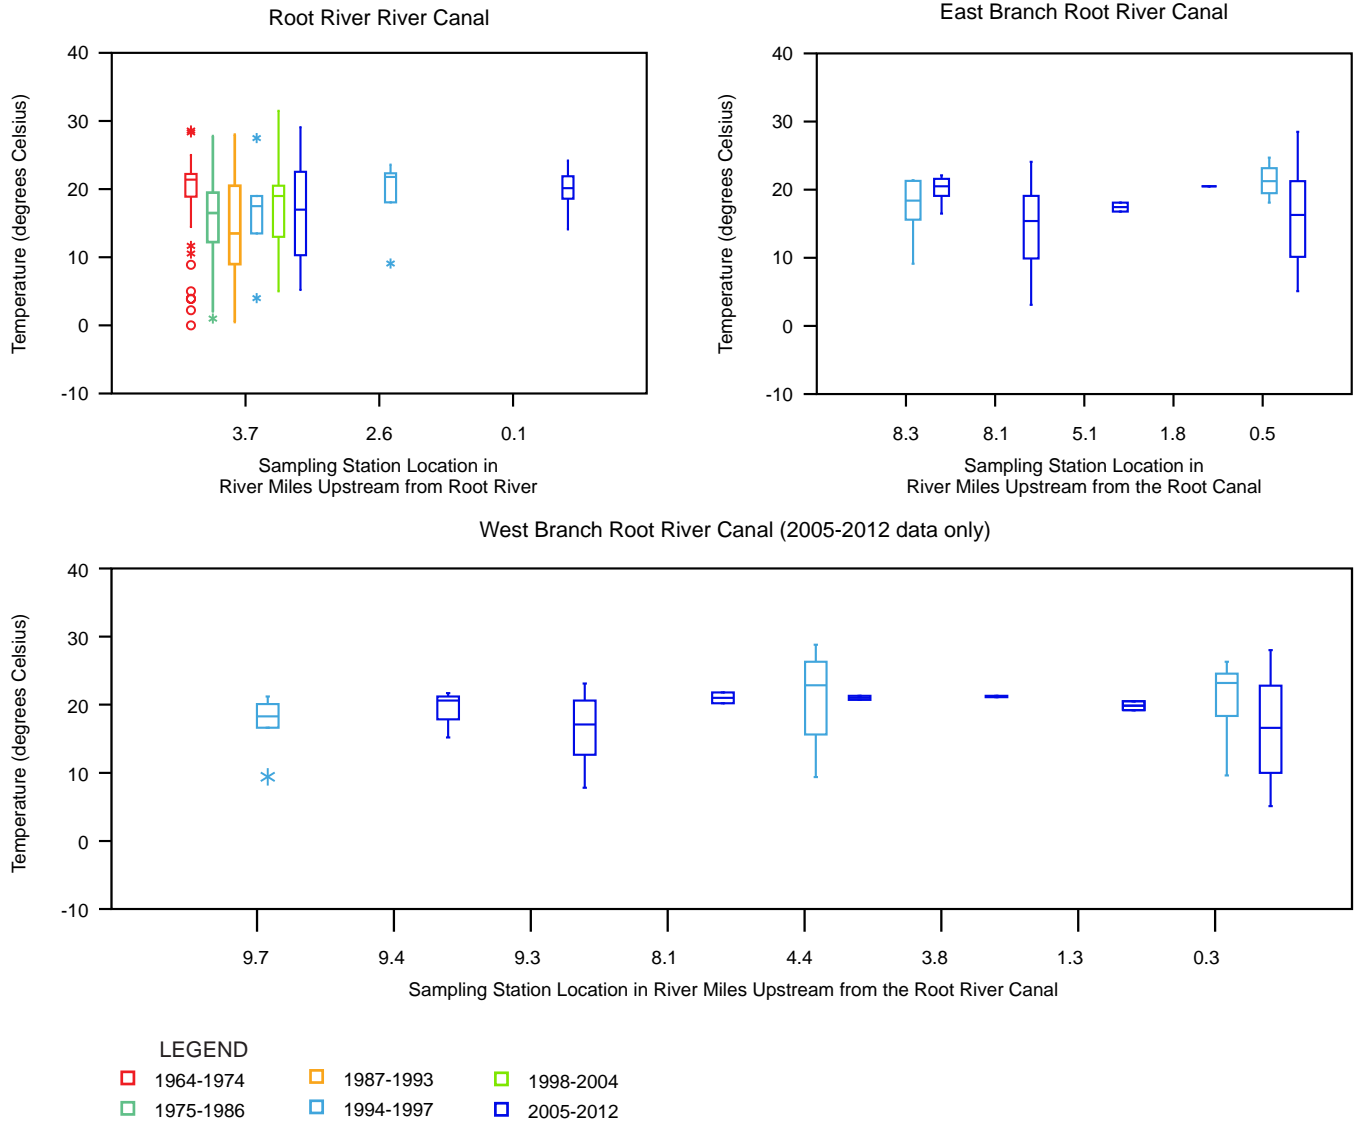 Root River River Canal
40
30
20
10
0
-10
Temperature (degrees Celsius)
3.7 2.6 0.1
Sampling Station Location in
River Miles Upstream from Root River
East Branch Root River Canal
40
30
20
10
0
-10
Temperature (degrees Celsius)
8.3 8.1 5.1 1.8 0.5
Sampling Station Location in
River Miles Upstream from the Root Canal
West Branch Root River Canal (2005-2012 data only)
40
30
20
10
0
-10
Temperature (degrees Celsius)
9.7 9.4 9.3 8.1 4.4 3.8 1.3 0.3
Sampling Station Location in River Miles Upstream from the Root River Canal
LEGEND
1964-1974 1987-1993 1998-2004
1975-1986 1994-1997 2005-2012